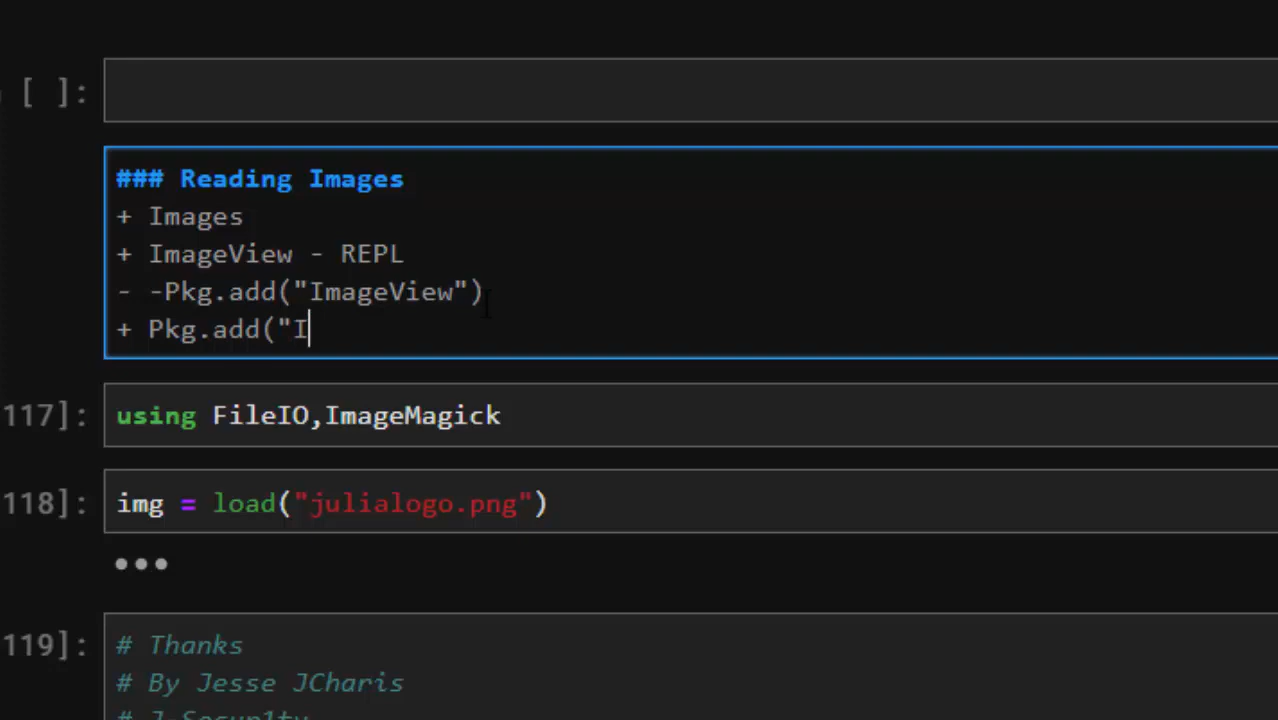 [ ]:
### Reading Images
+ Images
+ ImageView - REPL
- -Pkg.add("ImageView")
+ Pkg.add("I
117]: using FileIO,ImageMagick
118]: img = load("julialogo.png")
119]: # Thanks
# By Jesse JCharis
# J-Secur1ty